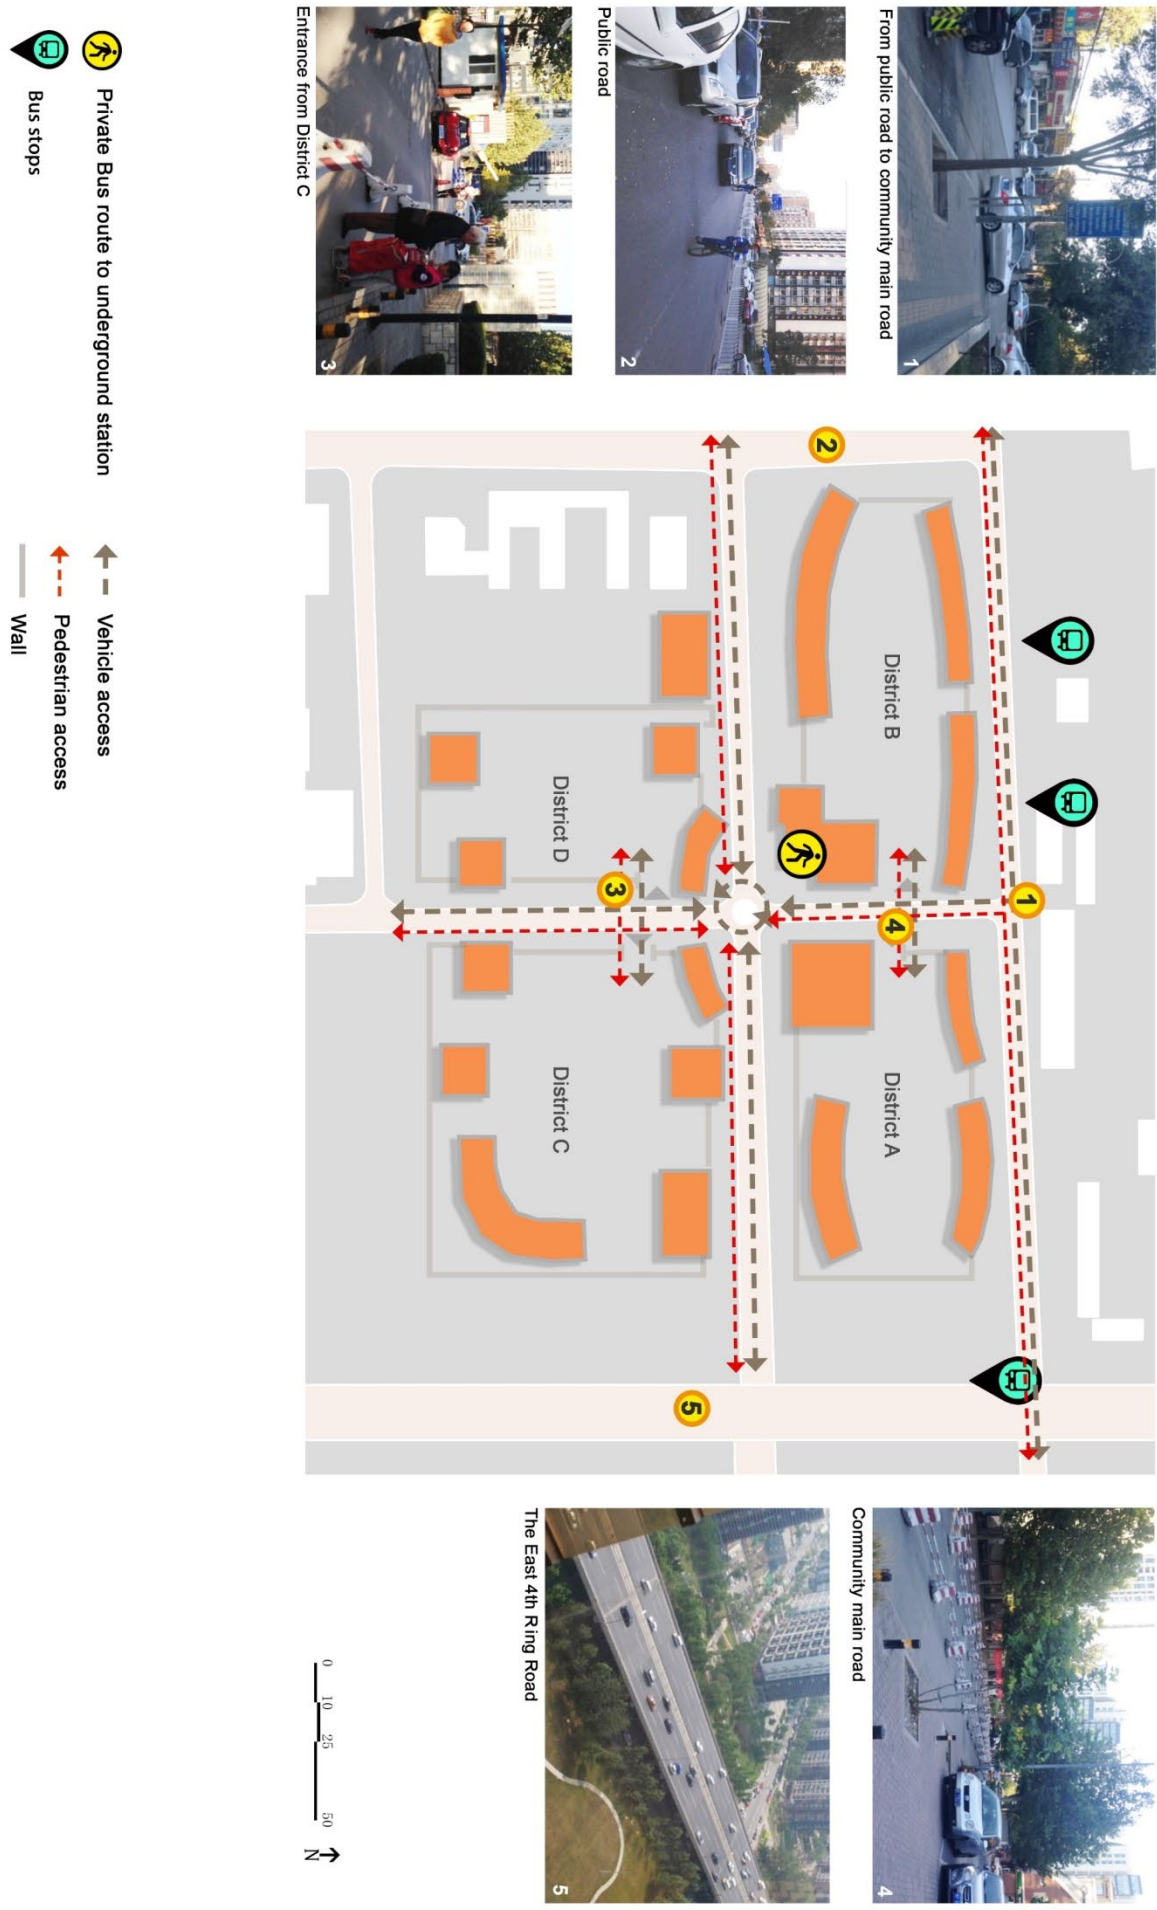 From public road to community main road
1
Public road
2
Entrance from District C
3
2
1
District B
District A
4
3
District D
District C
5
Community main road
4
The East 4th Ring Road
5
Private Bus route to underground station
Bus stops
Vehicle access
Pedestrian access
Wall
0 10 25 50
N